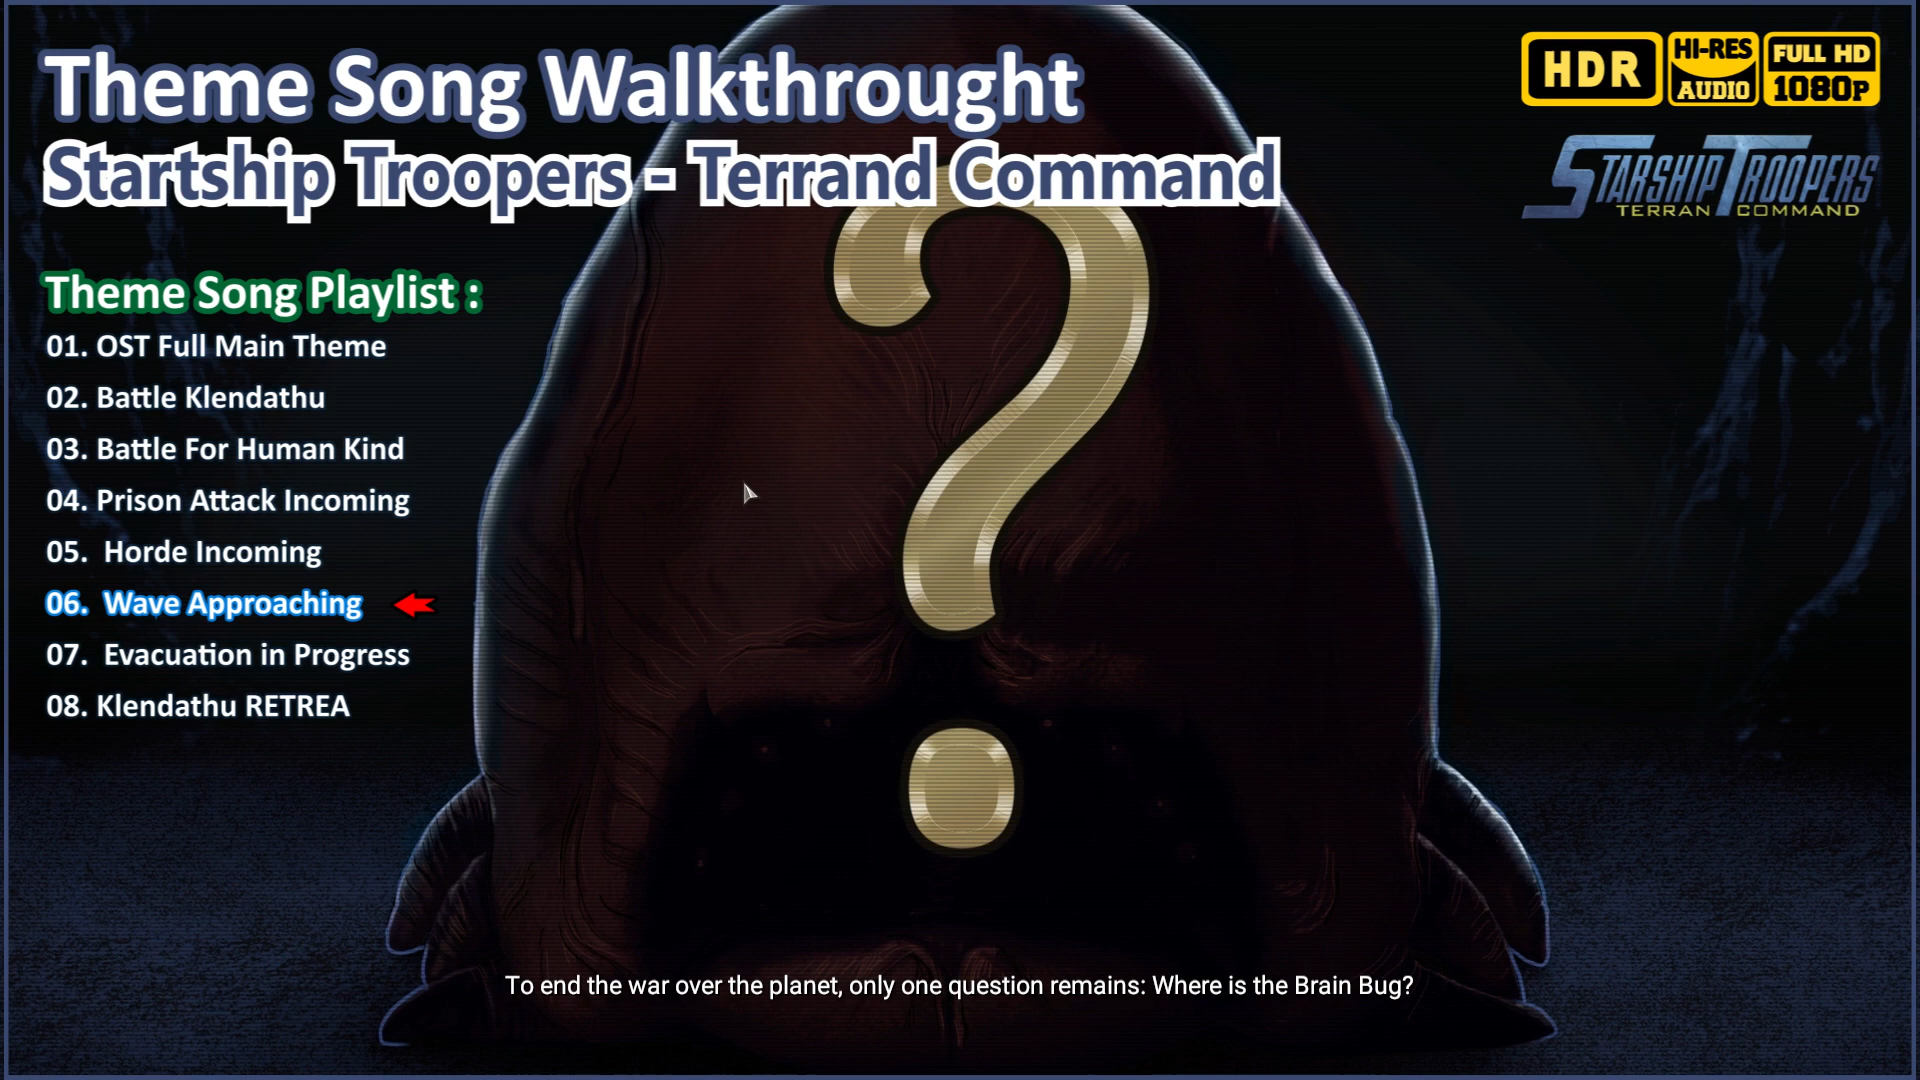 Theme Song Walkthrought
HDR
HI-RES
AUDIO
FULL HD
1080p
Startship Troopers - Terrand Command
STARSHIP TROOPERS
TERRAN COMMAND
Theme Song Playlist :
01. OST Full Main Theme
02. Battle Klendathu
03. Battle For Human Kind
04. Prison Attack Incoming
05. Horde Incoming
06. Wave Approaching
07. Evacuation in Progress
08. Klendathu RETREA
?
To end the war over the planet, only one question remains: Where is the Brain Bug?